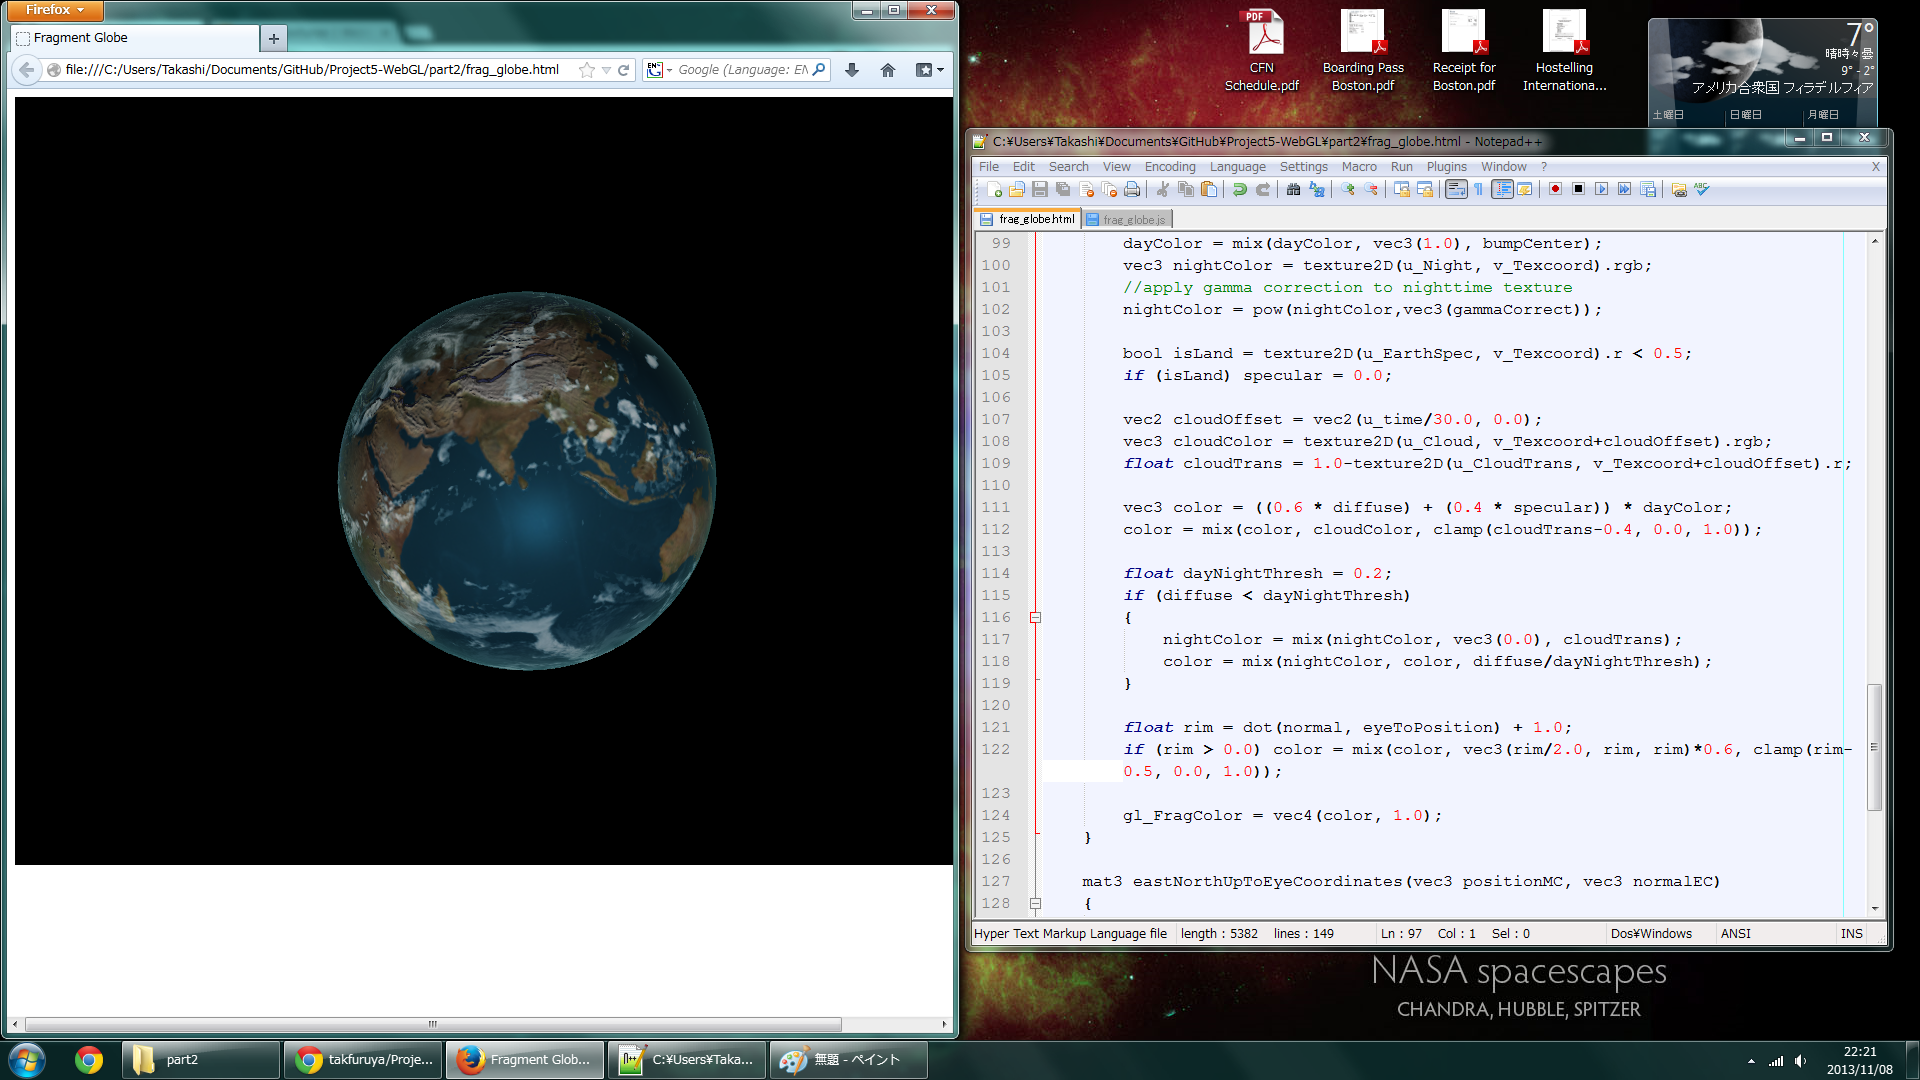 Firefox
Fragment Globe
file:///C:/Users/Takashi/Documents/GitHub/Project5-WebGL/part2/frag_globe.html
Google (Language: EN
CFN
Schedule.pdf
Boarding Pass
Boston.pdf
Receipt for
Boston.pdf
Hostelling
Internationa...
7°
晴時々曇
9° - 2°
アメリカ合衆国 フィラデルフィア
土曜日 日曜日 月曜日
C:¥Users¥Takashi¥Documents¥GitHub¥Project5-WebGL¥part2¥frag_globe.html - Notepad++
File Edit Search View Encoding Language Settings Macro Run Plugins Window ? X
frag_globe.html frag_globe.js
99 dayColor = mix(dayColor, vec3(1.0), bumpCenter);
100 vec3 nightColor = texture2D(u_Night, v_Texcoord).rgb;
101 //apply gamma correction to nighttime texture
102 nightColor = pow(nightColor,vec3(gammaCorrect));
103
104 bool isLand = texture2D(u_EarthSpec, v_Texcoord).r < 0.5;
105 if (isLand) specular = 0.0;
106
107 vec2 cloudOffset = vec2(u_time/30.0, 0.0);
108 vec3 cloudColor = texture2D(u_Cloud, v_Texcoord+cloudOffset).rgb;
109 float cloudTrans = 1.0-texture2D(u_CloudTrans, v_Texcoord+cloudOffset).r;
110
111 vec3 color = ((0.6 * diffuse) + (0.4 * specular)) * dayColor;
112 color = mix(color, cloudColor, clamp(cloudTrans-0.4, 0.0, 1.0));
113
114 float dayNightThresh = 0.2;
115 if (diffuse < dayNightThresh)
116 {
117 nightColor = mix(nightColor, vec3(0.0), cloudTrans);
118 color = mix(nightColor, color, diffuse/dayNightThresh);
119 }
120
121 float rim = dot(normal, eyeToPosition) + 1.0;
122 if (rim > 0.0) color = mix(color, vec3(rim/2.0, rim, rim)*0.6, clamp(rim-
0.5, 0.0, 1.0));
123
124 gl_FragColor = vec4(color, 1.0);
125 }
126
127 mat3 eastNorthUpToEyeCoordinates(vec3 positionMC, vec3 normalEC)
128 {
Hyper Text Markup Language file length : 5382 lines : 149 Ln : 97 Col : 1 Sel : 0 Dos¥Windows ANSI INS
NASA spacescapes
CHANDRA, HUBBLE, SPITZER
part2
takfuruya/Proje...
Fragment Glob...
C:¥Users¥Taka...
無題 - ペイント
22:21
2013/11/08